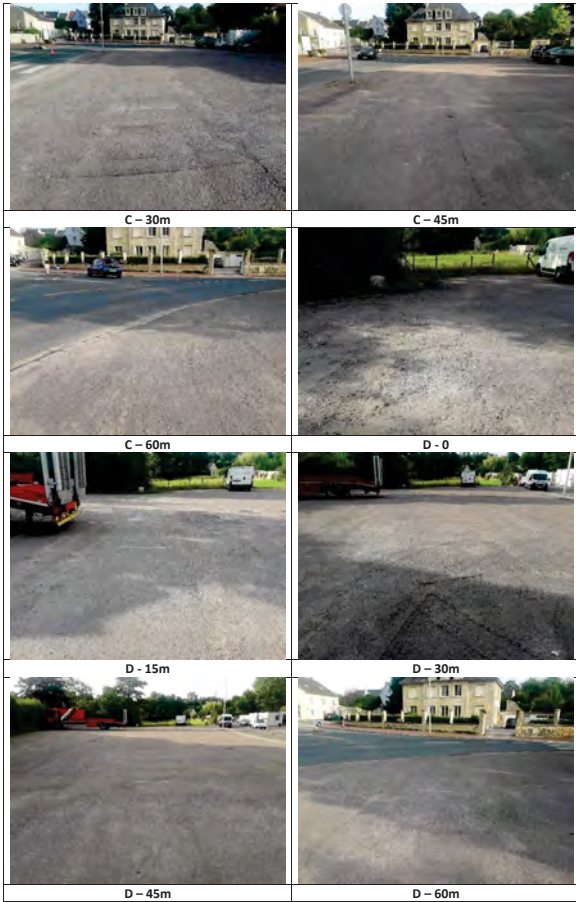 C – 30m
C – 45m
C – 60m
D - 0
D - 15m
D – 30m
D – 45m
D – 60m